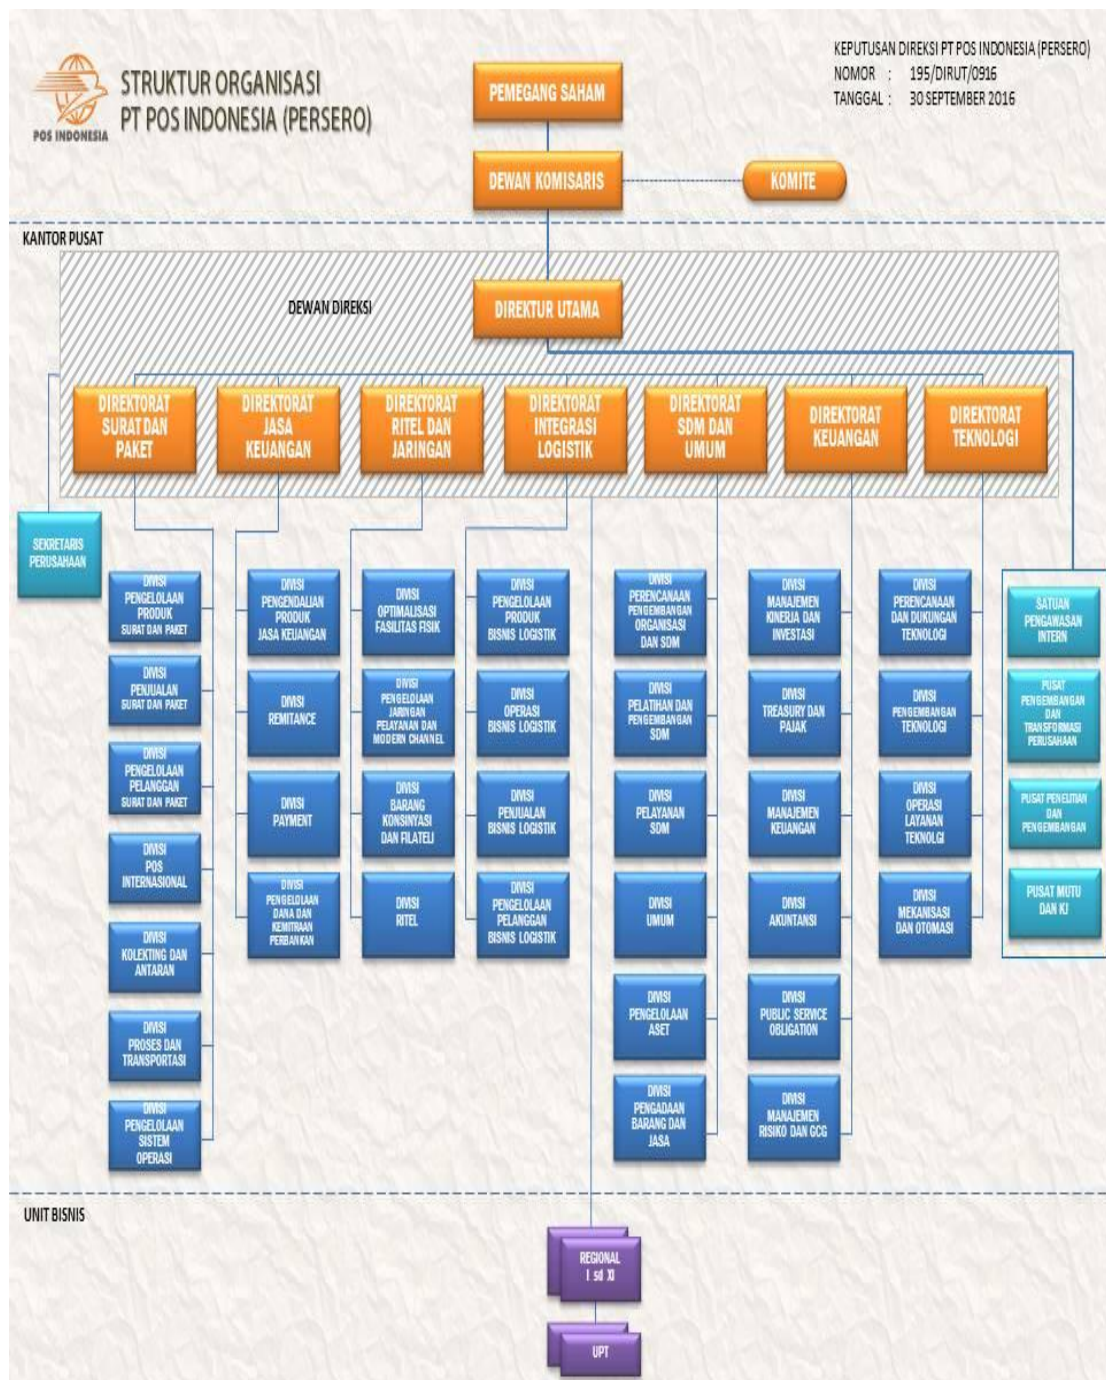 POS INDONESIA
STRUKTUR ORGANISASI
PT POS INDONESIA (PERSERO)
KEPUTUSAN DIREKSI PT POS INDONESIA (PERSERO)
NOMOR : 195/DIRUT/0916
TANGGAL : 30 SEPTEMBER 2016
PEMEGANG SAHAM
DEWAN KOMISARIS
KOMITE
KANTOR PUSAT
DEWAN DIREKSI
DIREKTUR UTAMA
DIREKTORAT
SURAT DAN
PAKET
DIREKTORAT
JASA
KEUANGAN
DIREKTORAT
RITEL DAN
JARINGAN
DIREKTORAT
INTEGRASI
LOGISTIK
DIREKTORAT
SDM DAN
UMUM
DIREKTORAT
KEUANGAN
DIREKTORAT
TEKNOLOGI
SEKRETARIS
PERUSAHAAN
DIVISI
PENGELOLAAN
PRODUK
SURAT DAN PAKET
DIVISI
PENJUALAN
SURAT DAN PAKET
DIVISI
PENGELOLAAN
PELANGGAN
SURAT DAN PAKET
DIVISI
POS
INTERNASIONAL
DIVISI
KOLEKTING DAN
ANTARAN
DIVISI
PROSES DAN
TRANSPORTASI
DIVISI
PENGELOLAAN
SISTEM
OPERASI
DIVISI
PENGENDALIAN
PRODUK
JASA KEUANGAN
DIVISI
REMITANCE
DIVISI
PAYMENT
DIVISI
PENGELOLAAN
DANA DAN
KEMITRAAN
PERBANKAN
DIVISI
OPTIMALISASI
FASILITAS FISIK
DIVISI
PENGELOLAAN
JARINGAN
PELAYANAN DAN
MODERN CHANNEL
DIVISI
BARANG
KONSINYASI
DAN FILATELI
DIVISI
RITEL
DIVISI
PENGELOLAAN
PRODUK
BISNIS LOGISTIK
DIVISI
OPERASI
BISNIS LOGISTIK
DIVISI
PENJUALAN
BISNIS LOGISTIK
DIVISI
PENGELOLAAN
PELANGGAN
BISNIS LOGISTIK
DIVISI
PERENCANAAN
PENGEMBANGAN
ORGANISASI
DAN SDM
DIVISI
PELATIHAN DAN
PENGEMBANGAN
SDM
DIVISI
PELAYANAN
SDM
DIVISI
UMUM
DIVISI
PENGELOLAAN
ASET
DIVISI
PENGADAAN
BARANG DAN
JASA
DIVISI
MANAJEMEN
KINERJA DAN
INVESTASI
DIVISI
TREASURY DAN
PAJAK
DIVISI
MANAJEMEN
KEUANGAN
DIVISI
AKUNTANSI
DIVISI
PUBLIC SERVICE
OBLIGATION
DIVISI
MANAJEMEN
RISIKO DAN GCG
DIVISI
PERENCANAAN
DAN DUKUNGAN
TEKNOLOGI
DIVISI
PENGEMBANGAN
TEKNOLOGI
DIVISI
OPERASI
LAYANAN
TEKNOLGI
DIVISI
MEKANISASI
DAN OTOMASI
SATUAN
PENGAWASAN
INTERN
PUSAT
PENGEMBANGAN
DAN
TRANSFORMASI
PERUSAHAAN
PUSAT PENELITIAN
DAN
PENGEMBANGAN
PUSAT MUTU
DAN KJ
UNIT BISNIS
REGIONAL
I sd XI
UPT